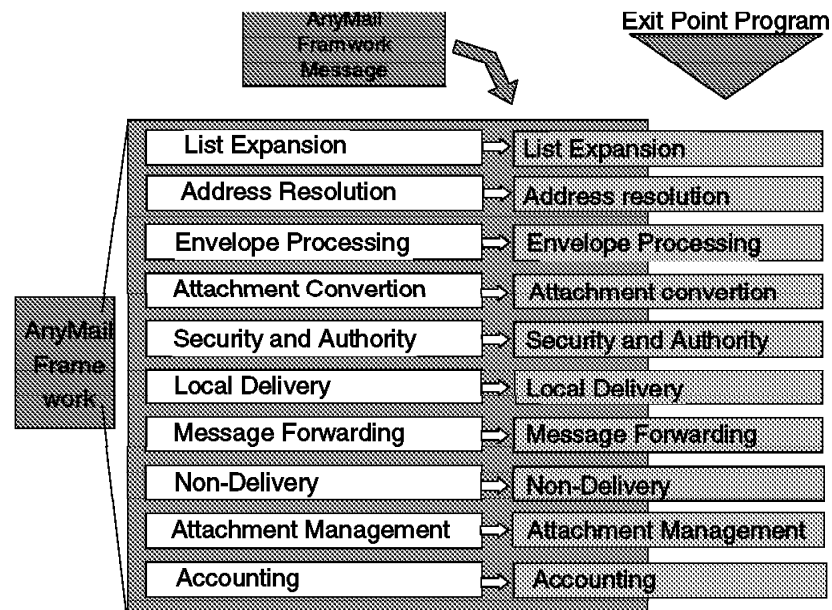 AnyMail
Framwork
Message
Exit Point Program
List Expansion
List Expansion
Address Resolution
Address resolution
Envelope Processing
Envelope Processing
Attachment Convertion
Attachment convertion
Security and Authority
Security and Authority
Local Delivery
Local Delivery
Message Forwarding
Message Forwarding
Non-Delivery
Non-Delivery
Attachment Management
Attachment Management
Accounting
Accounting
AnyMail
Frame
work